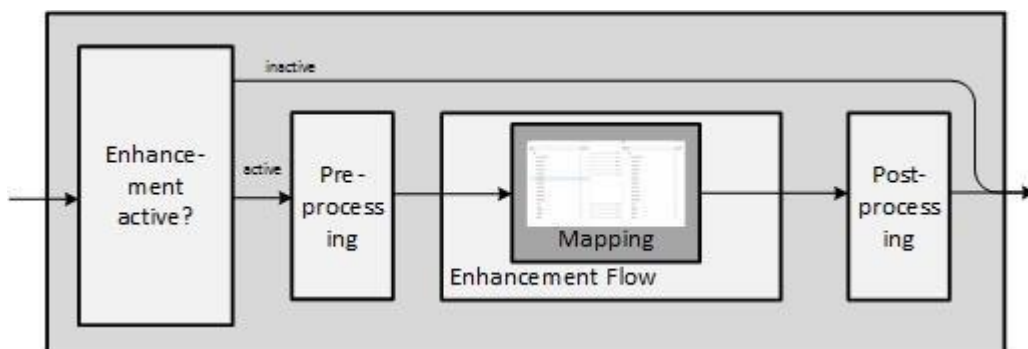 inactive
Enhance-
ment
active?
active
Pre-
process
ing
Mapping
Enhancement Flow
Post-
process
ing